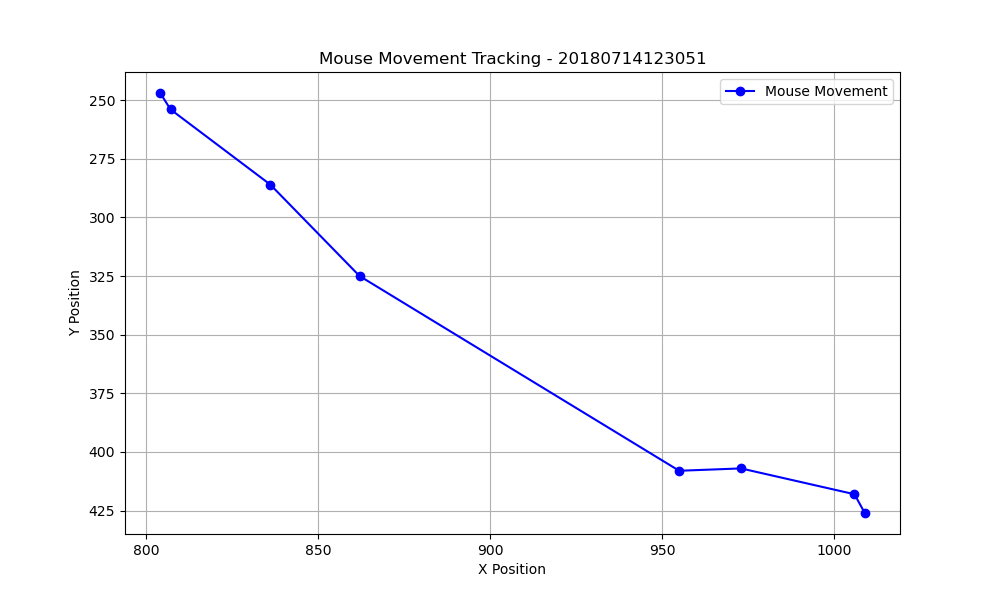 Mouse Movement Tracking - 20180714123051
Mouse Movement
250
275
300
325
350
375
400
425
Y Position
800 850 900 950 1000
X Position